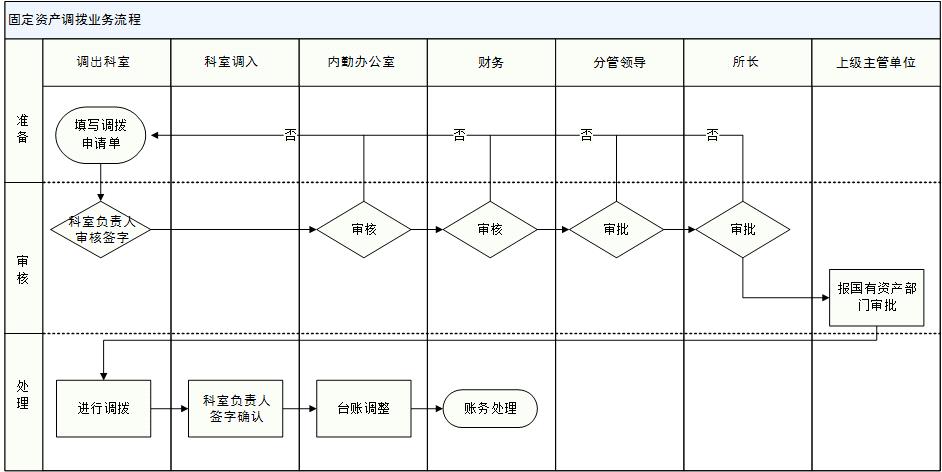 固定资产调拨业务流程
调出科室
科室调入
内勤办公室
财务
分管领导
所长
上级主管单位
准
备
填写调拨
申请单
否
否
否
否
审
核
科室负责人
审核签字
审核
审核
审批
审批
报国有资产部
门审批
处
理
进行调拨
科室负责人
签字确认
台账调整
账务处理